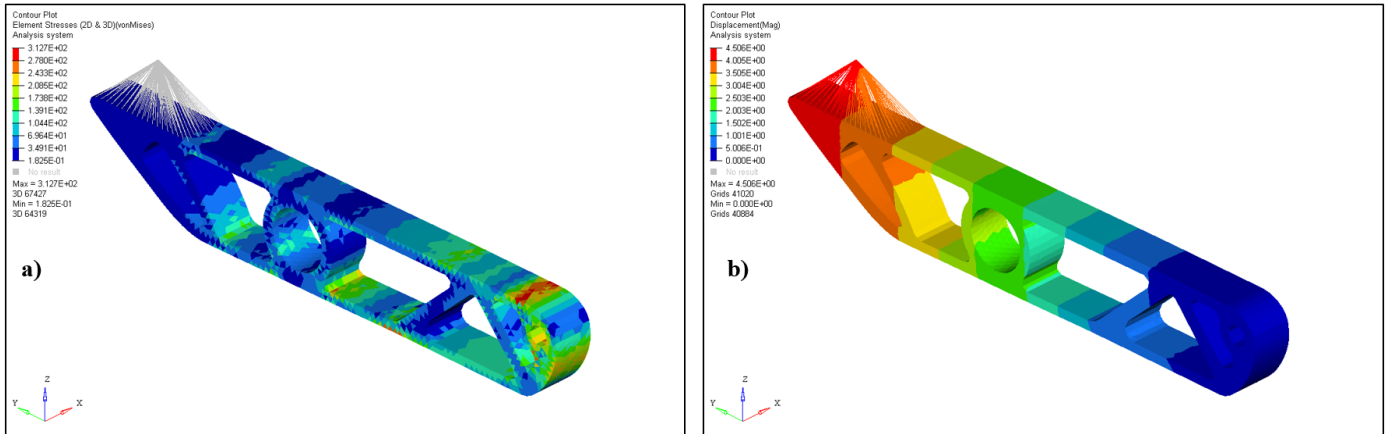 Contour Plot
Element Stresses (2D & 3D)(vonMises)
Analysis system
3.127E+02
2.780E+02
2.433E+02
2.085E+02
1.738E+02
1.391E+02
1.044E+02
6.964E+01
3.491E+01
1.825E-01
No result
Max = 3.127E+02
3D 67427
Min = 1.825E-01
3D 64319
a)
Z
Y
X
Contour Plot
Displacement(Mag)
Analysis system
4.506E+00
4.005E+00
3.505E+00
3.004E+00
2.503E+00
2.003E+00
1.502E+00
1.001E+00
5.006E-01
0.000E+00
No result
Max = 4.506E+00
Grids 41020
Min = 0.000E+00
Grids 40884
b)
Z
Y
X